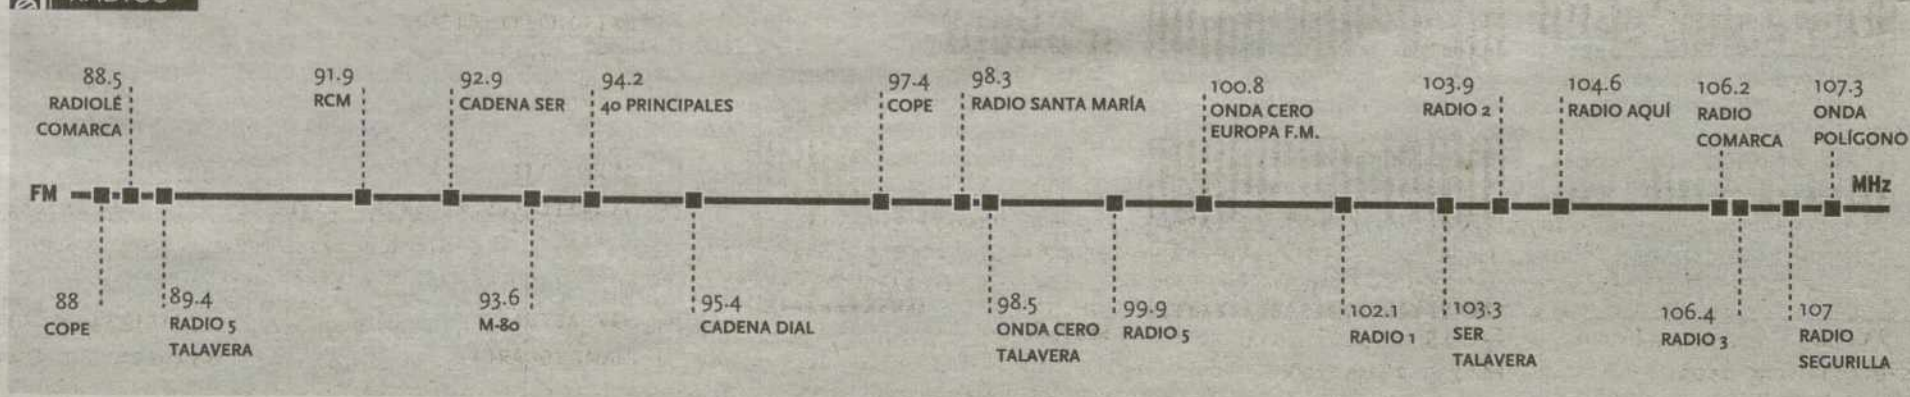 RADIOS
88.5
RADIOLÉ
COMARCA
91.9
RCM
92.9
CADENA SER
94.2
40 PRINCIPALES
97.4
COPE
98.3
RADIO SANTA MARÍA
100.8
ONDA CERO
EUROPA F.M.
103.9
RADIO 2
104.6
RADIO AQUÍ
106.2
RADIO
COMARCA
107.3
ONDA
POLÍGONO
FM
MHz
88
COPE
89.4
RADIO 5
TALAVERA
93.6
M-80
95.4
CADENA DIAL
98.5
ONDA CERO
TALAVERA
99.9
RADIO 5
102.1
RADIO 1
103.3
SER
TALAVERA
106.4
RADIO 3
107
RADIO
SEGURILLA